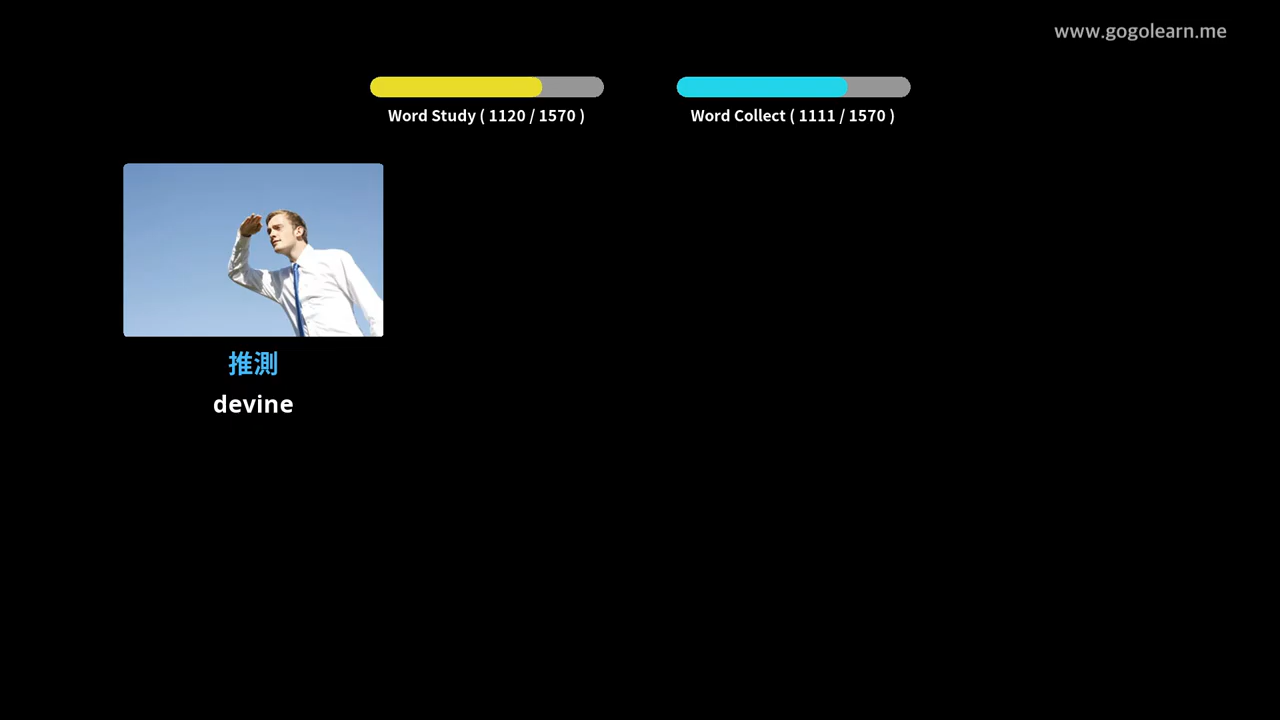 www.gogolearn.me
Word Study ( 1120 / 1570 )
Word Collect ( 1111 / 1570 )
推測
devine